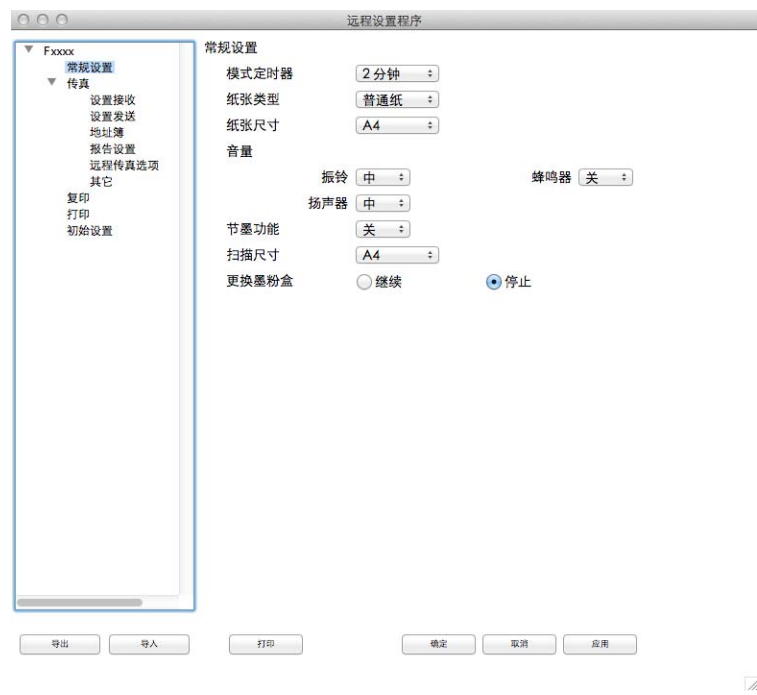 远程设置程序
Fxxxx
常规设置
传真
设置接收
设置发送
地址簿
报告设置
远程传真选项
其它
复印
打印
初始设置
常规设置
模式定时器 2 分钟
纸张类型 普通纸
纸张尺寸 A4
音量
振铃 中 蜂鸣器 关
扬声器 中
节墨功能 关
扫描尺寸 A4
更换墨粉盒 继续 停止
导出 导入 打印 确定 取消 应用